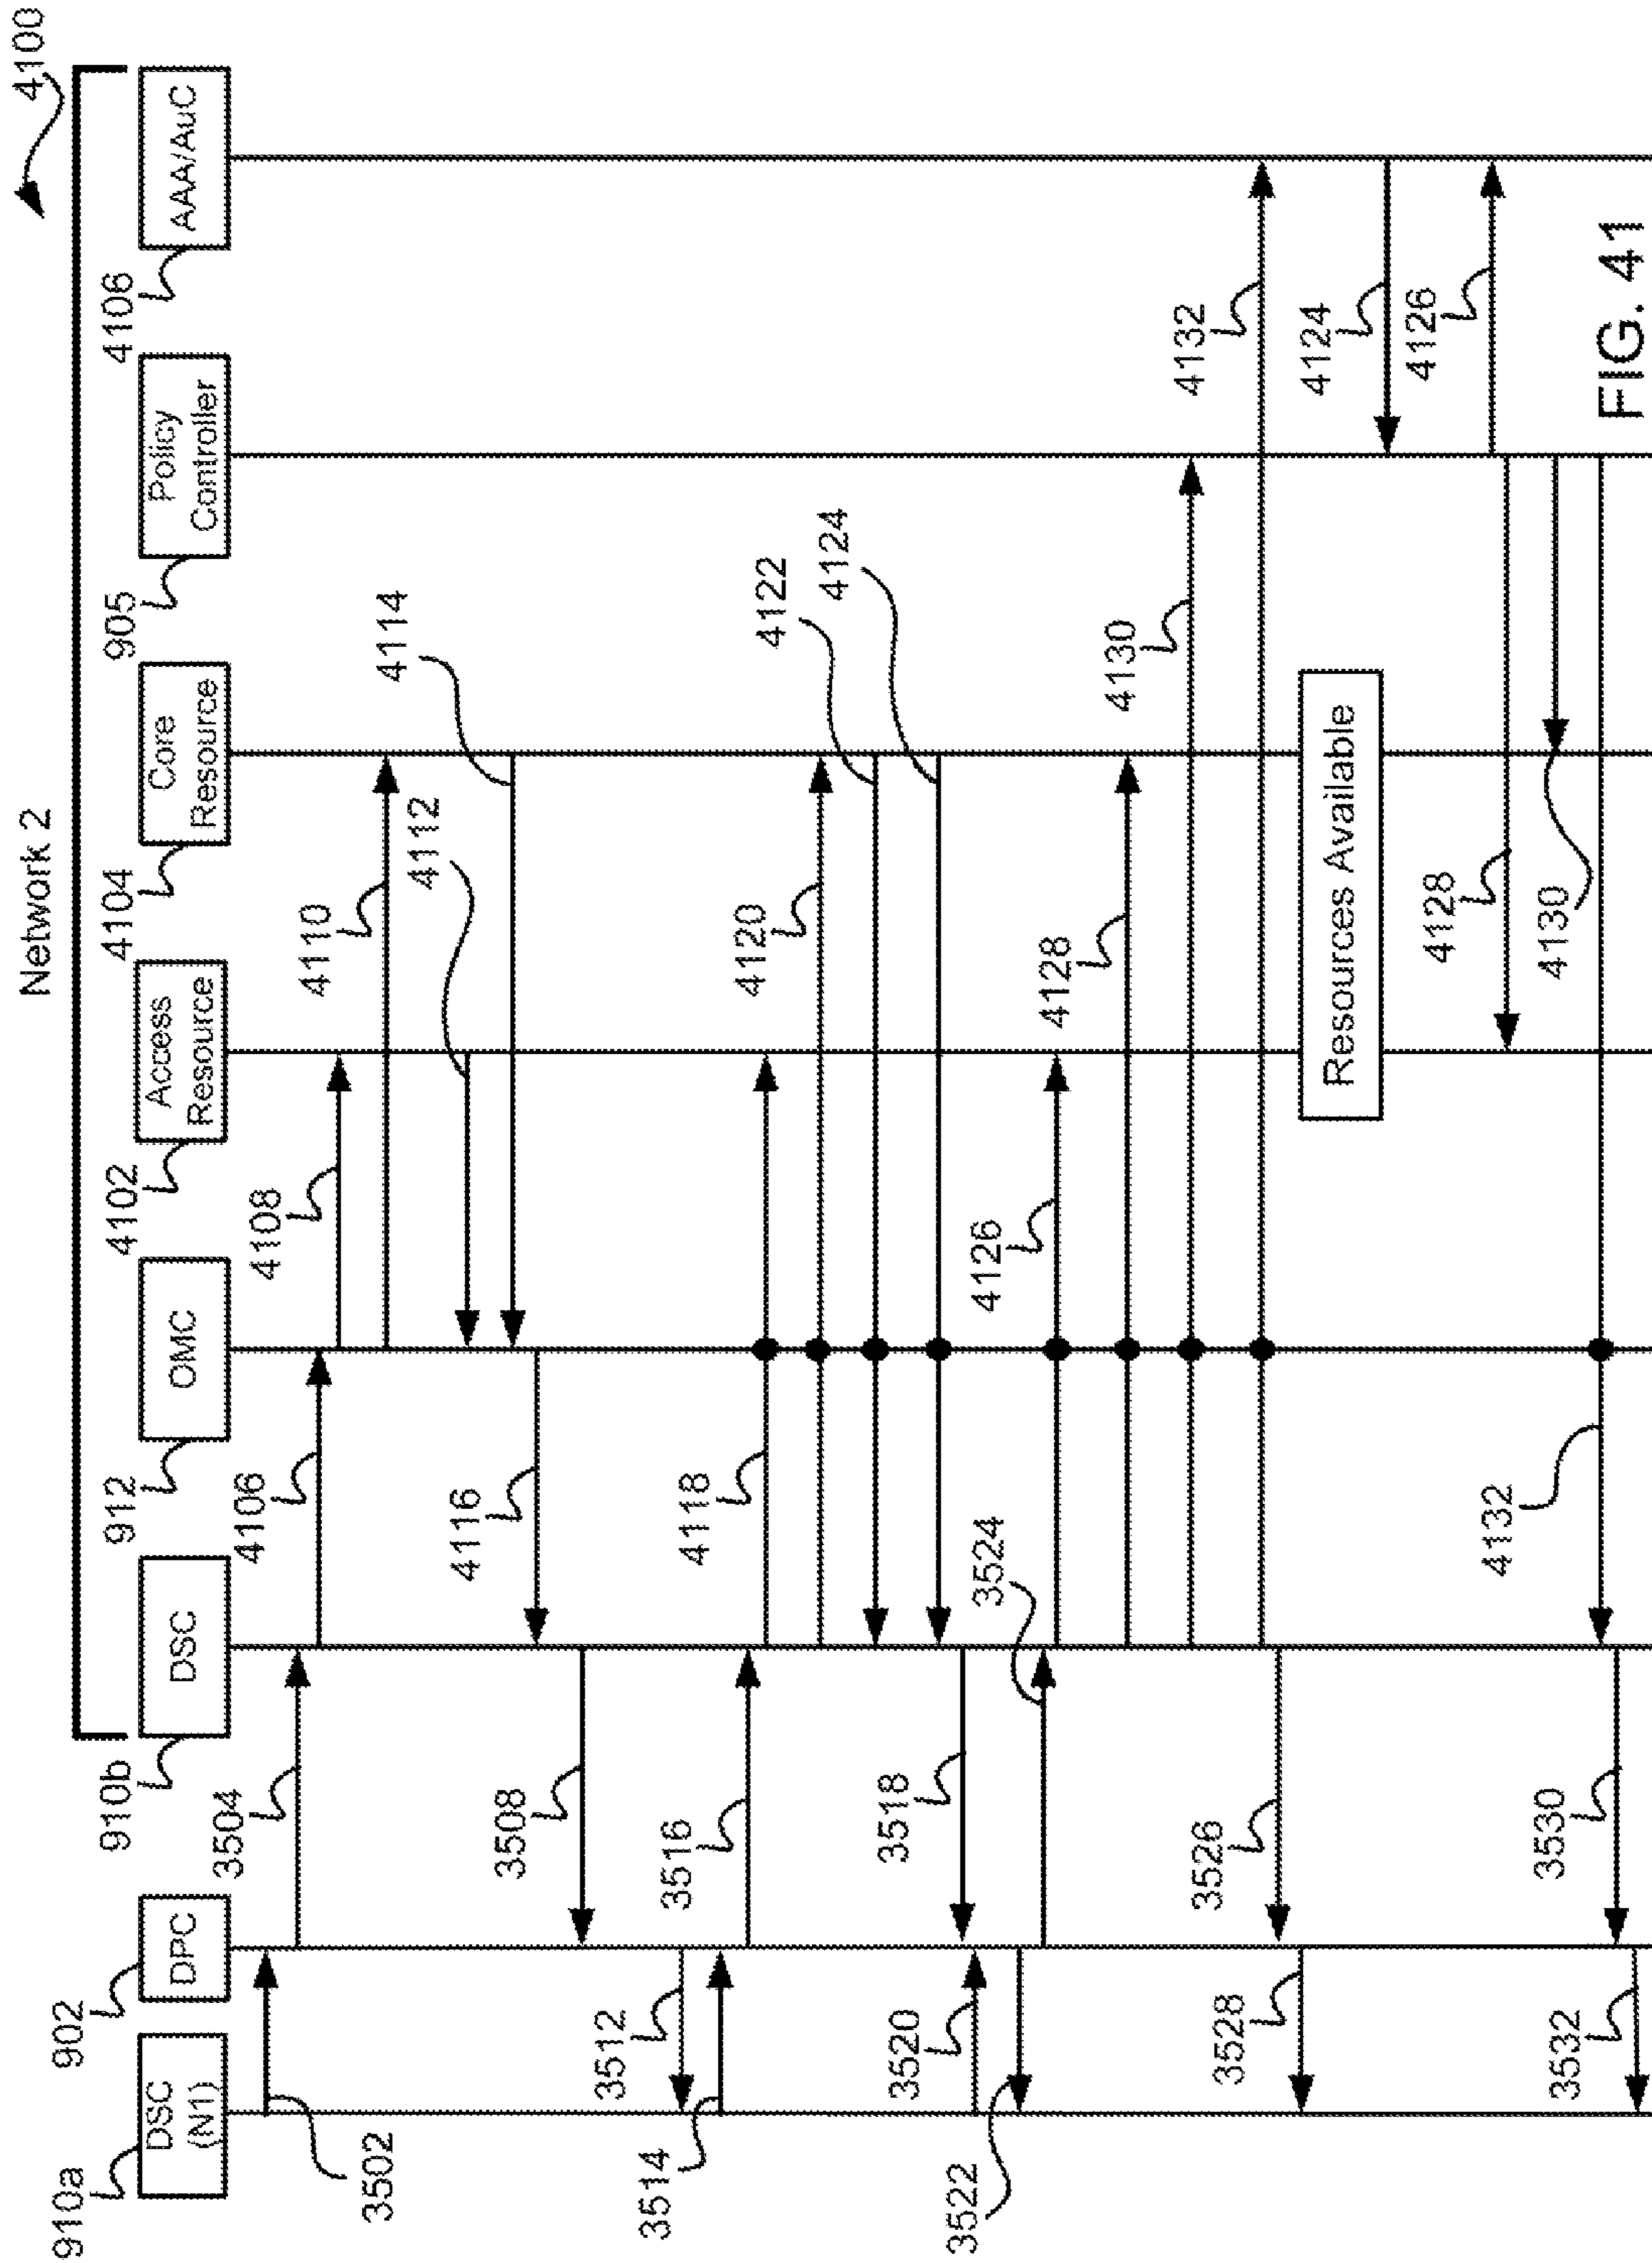 4100
Network 2
910a
DSC
(N1)
902
DPC
910b
DSC
912
OMC
4102
Access
Resource
4104
Core
Resource
905
Policy
Controller
4106
AAA/AuC
3502
3504
4106
4108
4110
4112
4114
4116
3508
3512
3514
3516
4118
4120
4122
4124
3518
3520
3522
3524
4126
4128
4130
4132
3526
3528
Resources Available
4124
4126
4128
4130
4132
3530
3532
FIG. 41